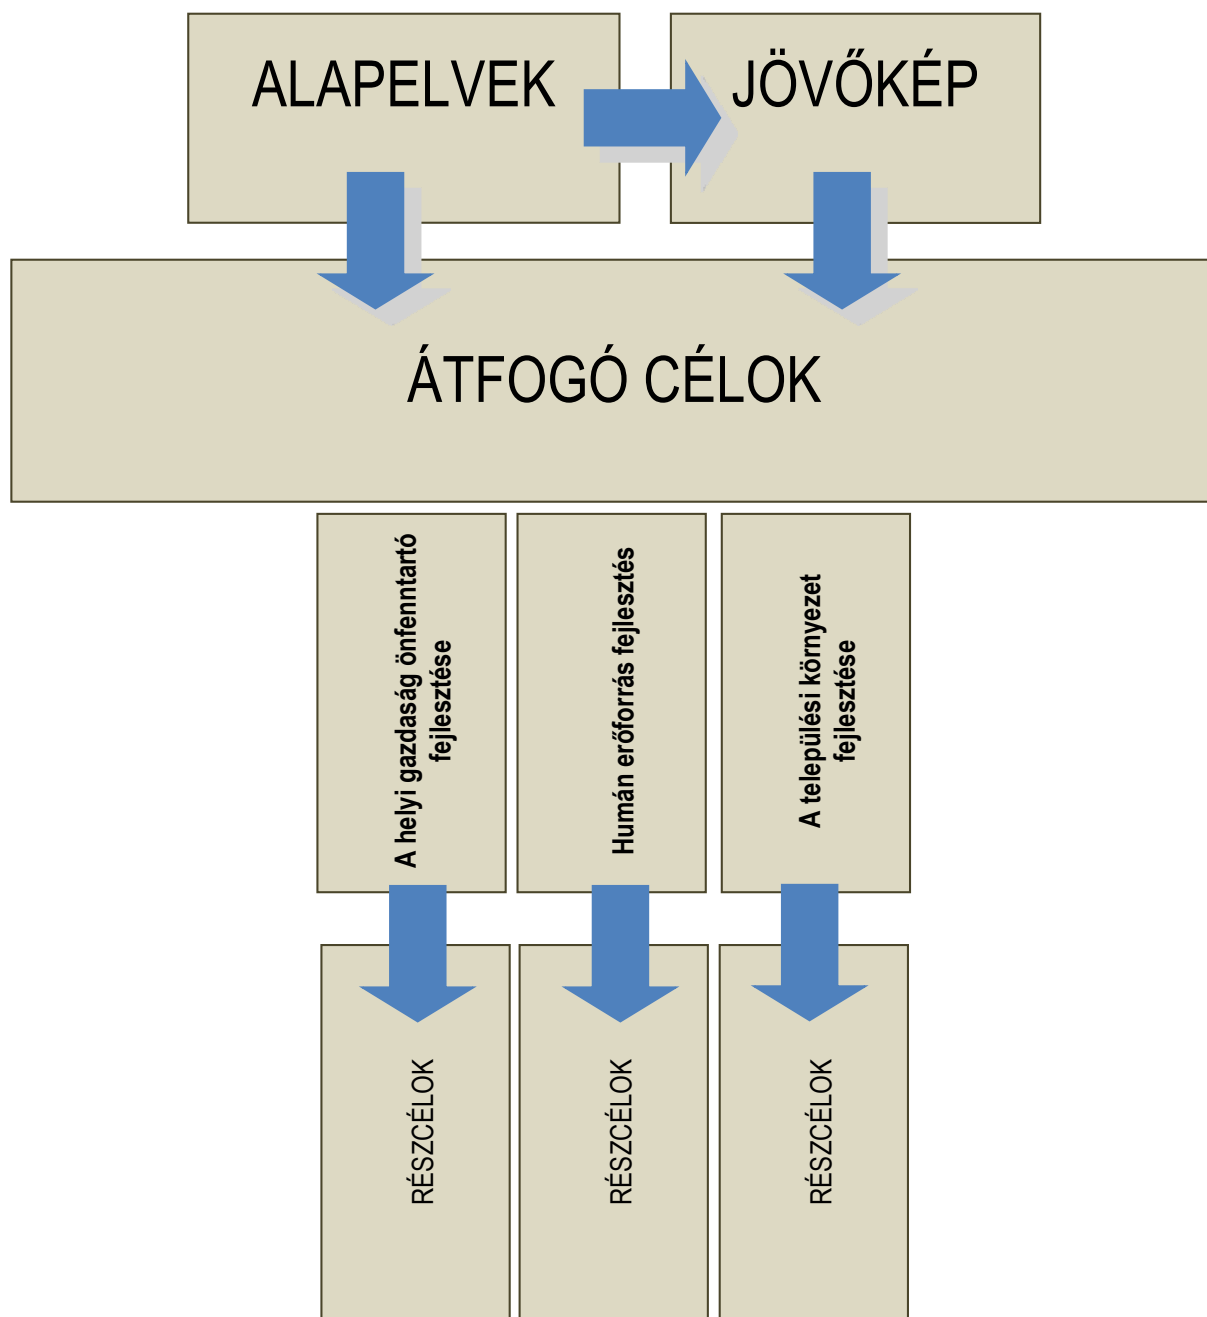 ALAPELVEK
JÖVŐKÉP
ÁTFOGÓ CÉLOK
A helyi gazdaság önfenntartó
fejlesztése
Humán erőforrás fejlesztés
A települési környezet
fejlesztése
RÉSZCÉLOK
RÉSZCÉLOK
RÉSZCÉLOK